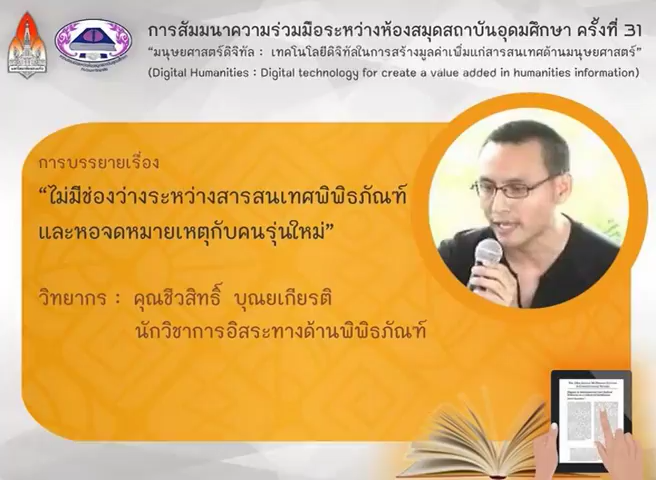 การสัมมนาความร่วมมือระหว่างห้องสมุดสถาบันอุดมศึกษา ครั้งที่ 31
“มนุษยศาสตร์ดิจิทัล : เทคโนโลยีดิจิทัลในการสร้างมูลค่าเพิ่มแก่สารสนเทศด้านมนุษยศาสตร์”
(Digital Humanities : Digital technology for create a value added in humanities information)
การบรรยายเรื่อง
“ไม่มีช่องว่างระหว่างสารสนเทศพิพิธภัณฑ์
และหอจดหมายเหตุกับคนรุ่นใหม่”
วิทยากร : คุณชีวสิทธิ์ บุณยเกียรติ
นักวิชาการอิสระทางด้านพิพิธภัณฑ์